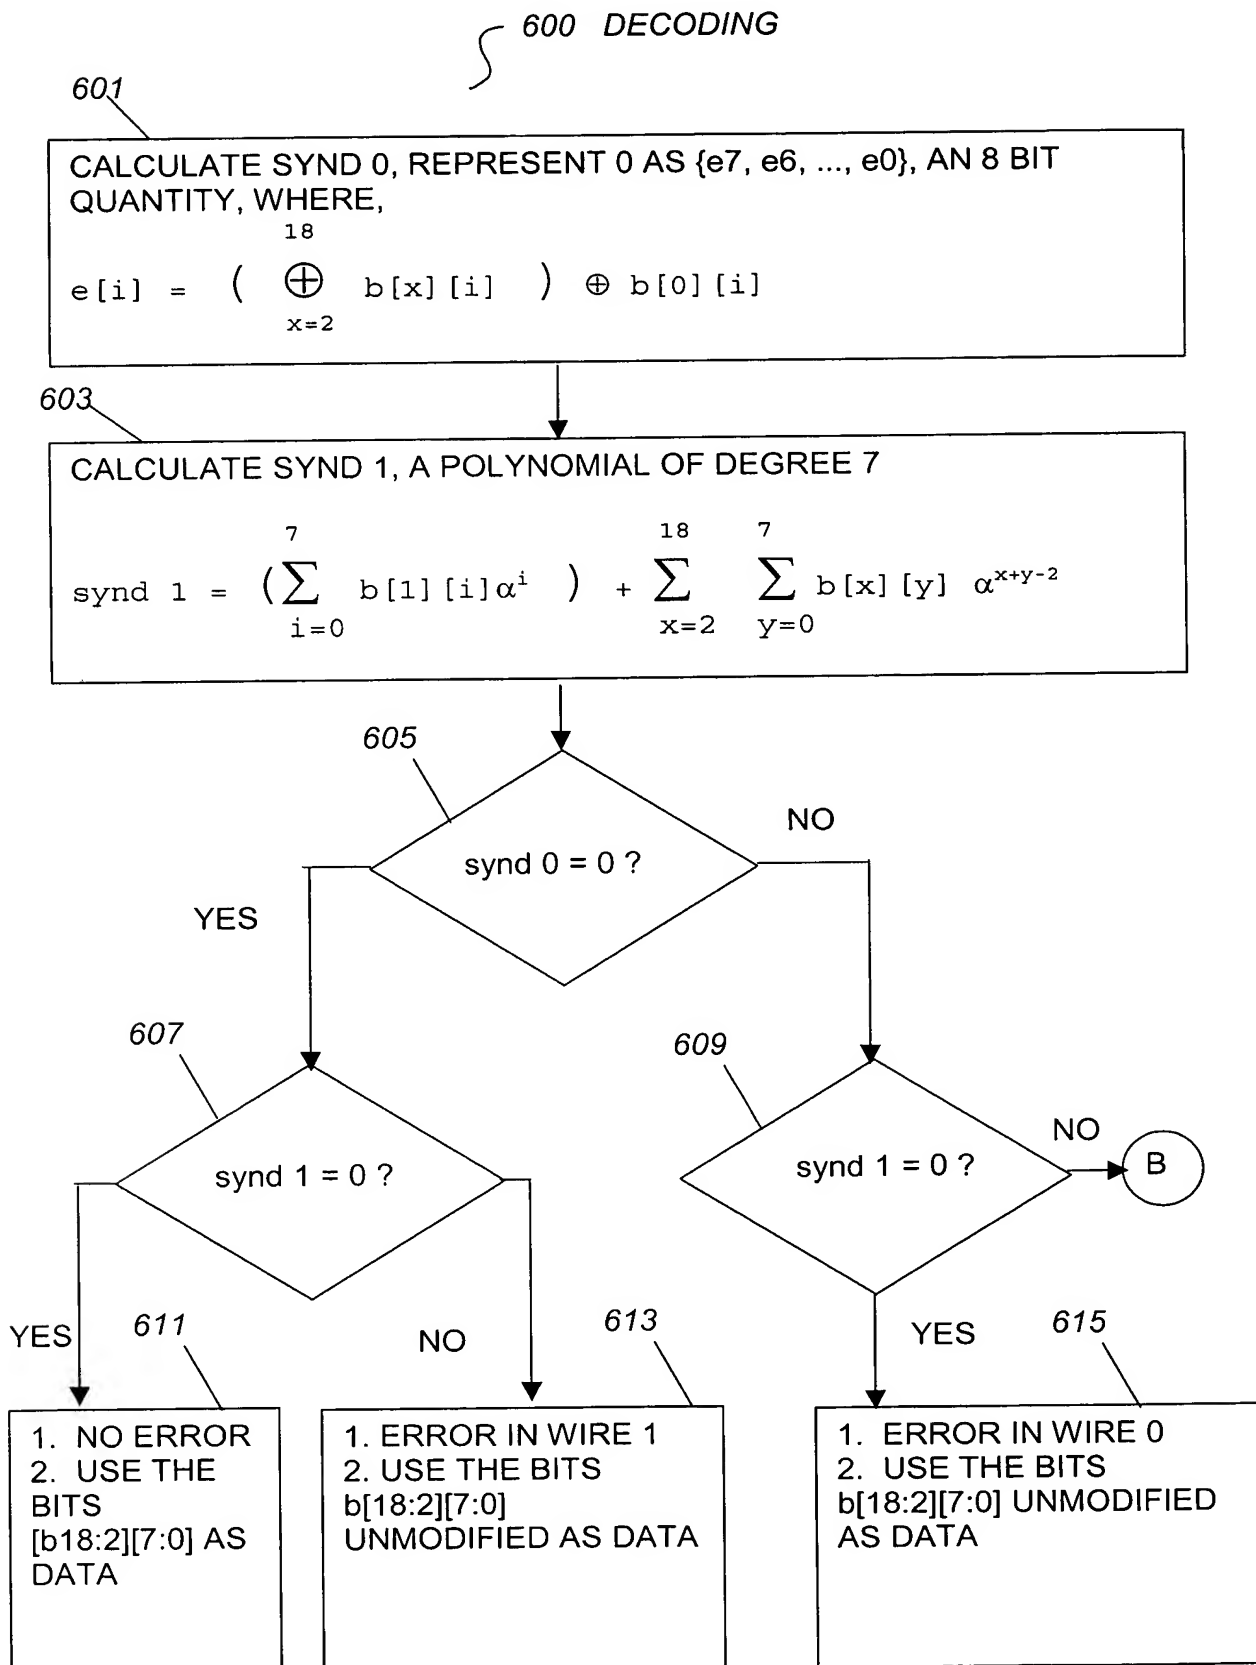 600 DECODING
601
CALCULATE SYND 0, REPRESENT 0 AS {e7, e6, ..., e0}, AN 8 BIT
QUANTITY, WHERE,
18
e[i] = ( ⊕ b[x][i] ) ⊕ b[0][i]
x=2
603
CALCULATE SYND 1, A POLYNOMIAL OF DEGREE 7
7 18 7
synd 1 = (∑ b[1][i]αⁱ ) + ∑ ∑ b[x][y] αˣ⁺ʸ⁻²
i=0 x=2 y=0
605
synd 0 = 0 ?
NO
YES
607
synd 1 = 0 ?
609
synd 1 = 0 ?
NO
B
YES
611
NO
613
YES
615
1. NO ERROR
2. USE THE
BITS
[b18:2][7:0] AS
DATA
1. ERROR IN WIRE 1
2. USE THE BITS
b[18:2][7:0]
UNMODIFIED AS DATA
1. ERROR IN WIRE 0
2. USE THE BITS
b[18:2][7:0] UNMODIFIED
AS DATA